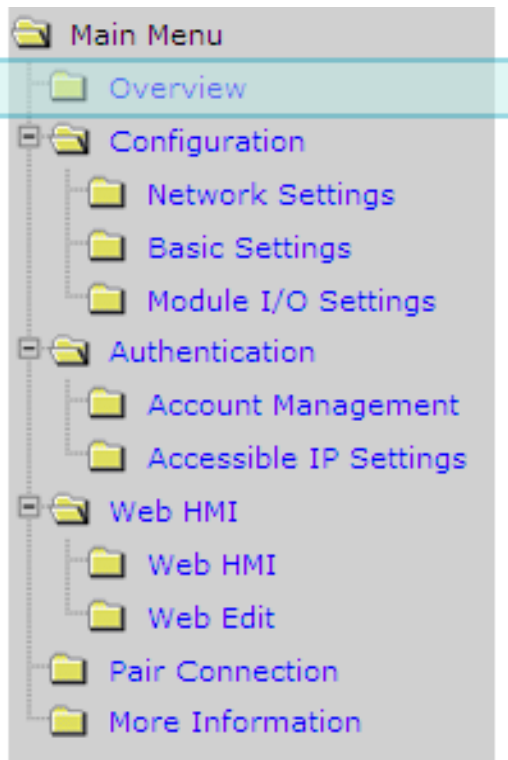 Main Menu
Overview
Configuration
Network Settings
Basic Settings
Module I/O Settings
Authentication
Account Management
Accessible IP Settings
Web HMI
Web HMI
Web Edit
Pair Connection
More Information